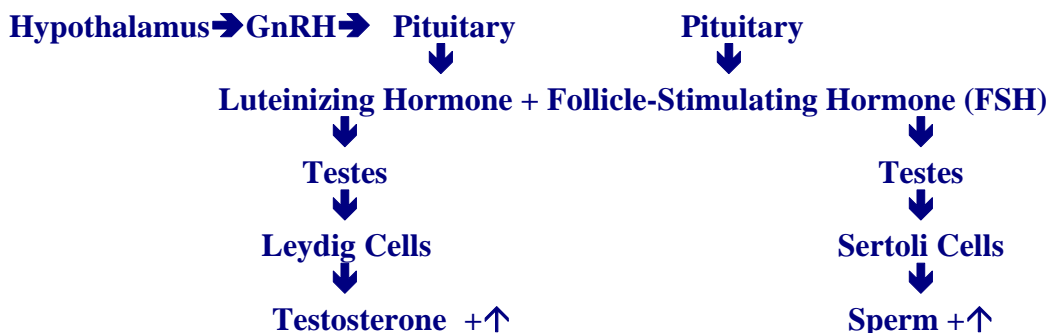 Hypothalamus➔GnRH➔ Pituitary Pituitary
Luteinizing Hormone + Follicle-Stimulating Hormone (FSH)
Testes Testes
Leydig Cells Sertoli Cells
Testosterone +↑ Sperm +↑